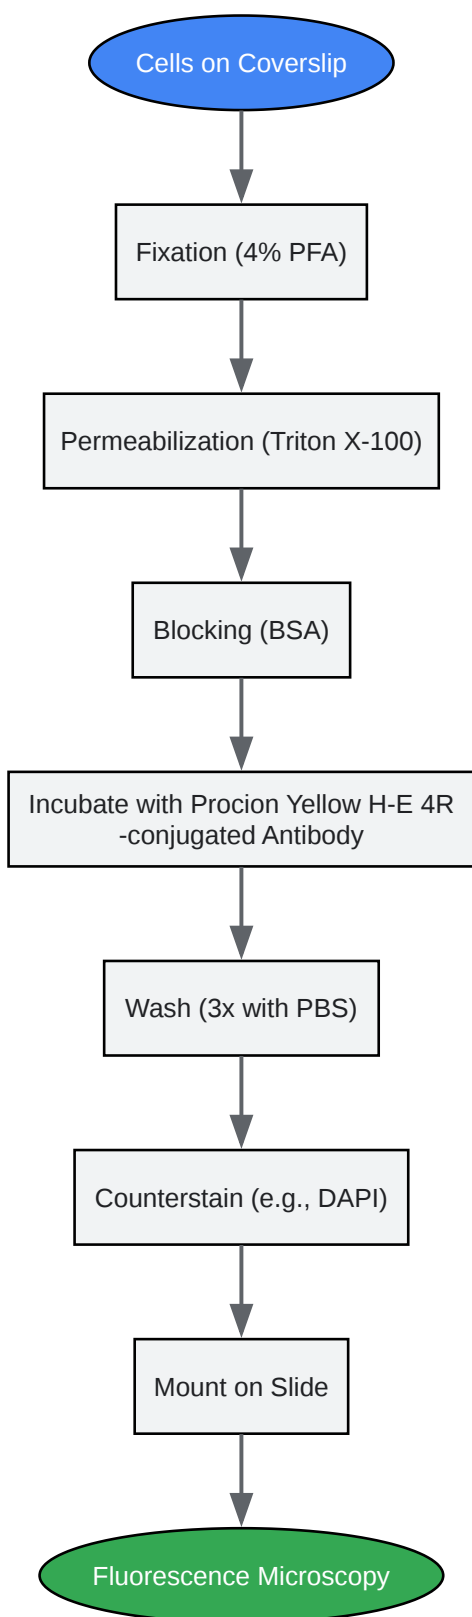 Cells on Coverslip
Fixation (4% PFA)
Permeabilization (Triton X-100)
Blocking (BSA)
Incubate with Procion Yellow H-E 4R
-conjugated Antibody
Wash (3x with PBS)
Counterstain (e.g., DAPI)
Mount on Slide
Fluorescence Microscopy